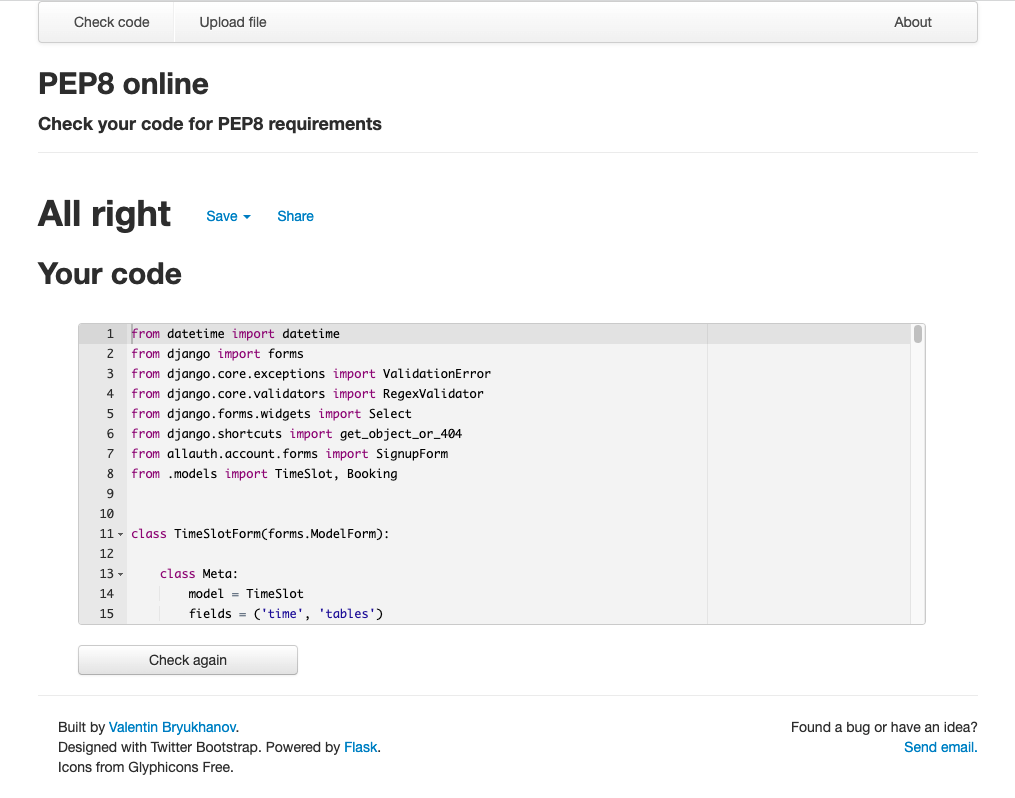 Check code Upload file About
PEP8 online
Check your code for PEP8 requirements
All right Save Share
Your code
1 from datetime import datetime
2 from django import forms
3 from django.core.exceptions import ValidationError
4 from django.core.validators import RegexValidator
5 from django.forms.widgets import Select
6 from django.shortcuts import get_object_or_404
7 from allauth.account.forms import SignupForm
8 from .models import TimeSlot, Booking
9
10
11 class TimeSlotForm(forms.ModelForm):
12
13     class Meta:
14         model = TimeSlot
15         fields = ('time', 'tables')
Check again
Built by Valentin Bryukhanov.
Designed with Twitter Bootstrap. Powered by Flask.
Icons from Glyphicons Free.
Found a bug or have an idea?
Send email.